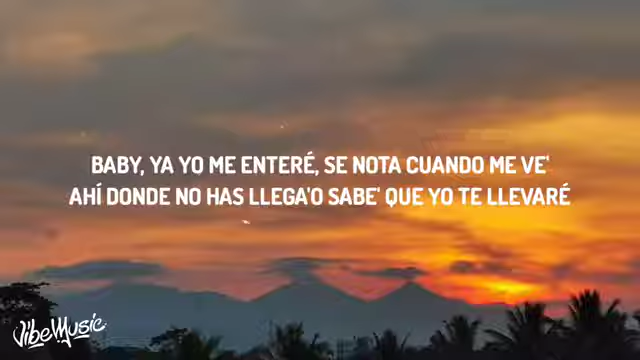 BABY, YA YO ME ENTERÉ, SE NOTA CUANDO ME VE'
AHÍ DONDE NO HAS LLEGA'O SABE' QUE YO TE LLEVARÉ
VibeMusic